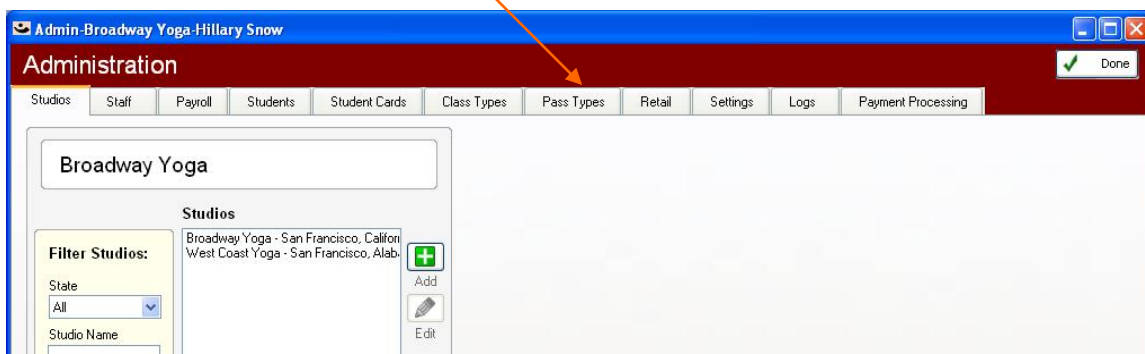 Admin-Broadway Yoga-Hillary Snow
Administration
Done
Studios Staff Payroll Students Student Cards Class Types Pass Types Retail Settings Logs Payment Processing
Broadway Yoga
Studios
Broadway Yoga - San Francisco, Califor
West Coast Yoga - San Francisco, Alab
Filter Studios:
Add
State
All
Edit
Studio Name